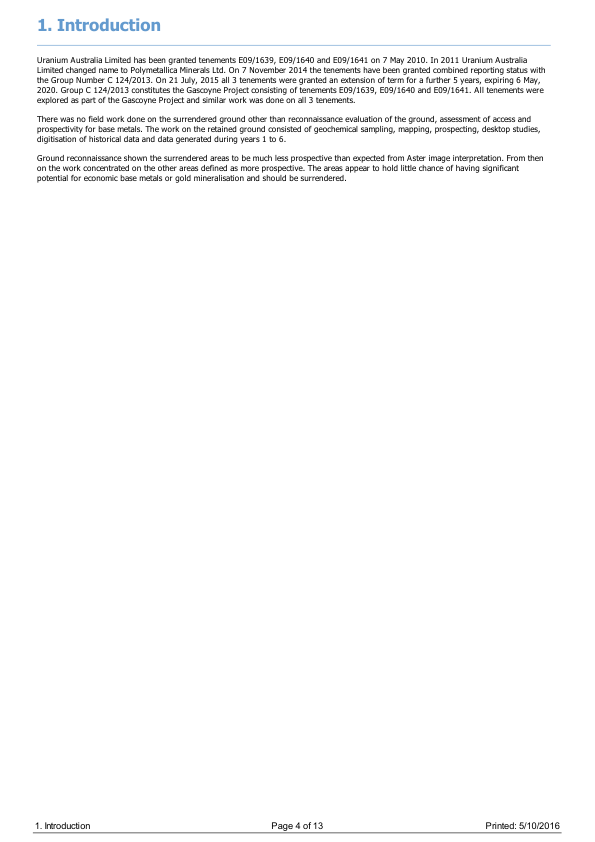 1. Introduction
Uranium Australia Limited has been granted tenements E09/1639, E09/1640 and E09/1641 on 7 May 2010. In 2011 Uranium Australia
Limited changed name to Polymetallica Minerals Ltd. On 7 November 2014 the tenements have been granted combined reporting status with
the Group Number C 124/2013. On 21 July, 2015 all 3 tenements were granted an extension of term for a further 5 years, expiring 6 May,
2020. Group C 124/2013 constitutes the Gascoyne Project consisting of tenements E09/1639, E09/1640 and E09/1641. All tenements were
explored as part of the Gascoyne Project and similar work was done on all 3 tenements.
There was no field work done on the surrendered ground other than reconnaissance evaluation of the ground, assessment of access and
prospectivity for base metals. The work on the retained ground consisted of geochemical sampling, mapping, prospecting, desktop studies,
digitisation of historical data and data generated during years 1 to 6.
Ground reconnaissance shown the surrendered areas to be much less prospective than expected from Aster image interpretation. From then
on the work concentrated on the other areas defined as more prospective. The areas appear to hold little chance of having significant
potential for economic base metals or gold mineralisation and should be surrendered.
1. Introduction Page 4 of 13 Printed: 5/10/2016